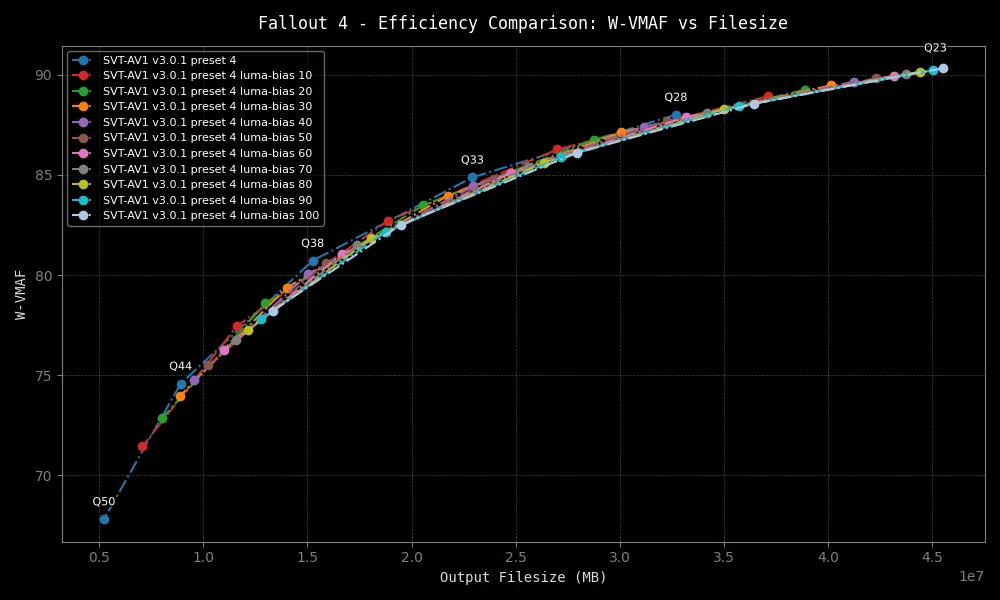 Fallout 4 - Efficiency Comparison: W-VMAF vs Filesize
Q23
SVT-AV1 v3.0.1 preset 4
SVT-AV1 v3.0.1 preset 4 luma-bias 10
SVT-AV1 v3.0.1 preset 4 luma-bias 20
SVT-AV1 v3.0.1 preset 4 luma-bias 30
SVT-AV1 v3.0.1 preset 4 luma-bias 40
SVT-AV1 v3.0.1 preset 4 luma-bias 50
SVT-AV1 v3.0.1 preset 4 luma-bias 60
SVT-AV1 v3.0.1 preset 4 luma-bias 70
SVT-AV1 v3.0.1 preset 4 luma-bias 80
SVT-AV1 v3.0.1 preset 4 luma-bias 90
SVT-AV1 v3.0.1 preset 4 luma-bias 100
Q28
Q33
Q38
Q44
Q50
90
85
80
75
70
W-VMAF
0.5 1.0 1.5 2.0 2.5 3.0 3.5 4.0 4.5
1e7
Output Filesize (MB)